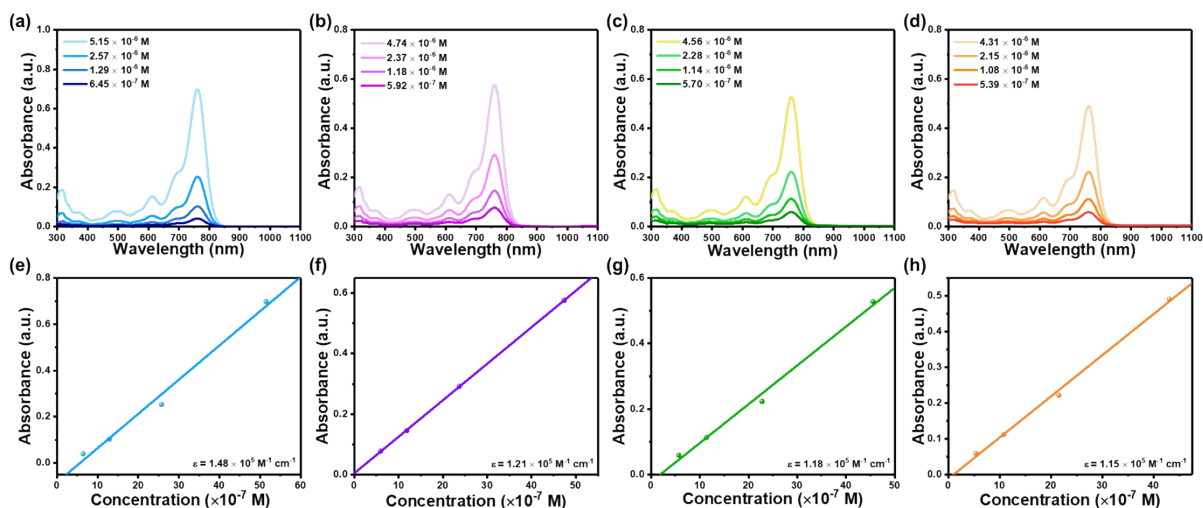 (a)
Absorbance (a.u.)
1.0
0.8
0.6
0.4
0.2
0.0
5.15 × 10⁻⁶ M
2.57 × 10⁻⁶ M
1.29 × 10⁻⁶ M
6.45 × 10⁻⁷ M
300 400 500 600 700 800 900 1000 1100
Wavelength (nm)
(b)
Absorbance (a.u.)
0.8
0.6
0.4
0.2
0.0
4.74 × 10⁻⁶ M
2.37 × 10⁻⁶ M
1.18 × 10⁻⁶ M
5.92 × 10⁻⁷ M
300 400 500 600 700 800 900 1000 1100
Wavelength (nm)
(c)
Absorbance (a.u.)
0.8
0.6
0.4
0.2
0.0
4.56 × 10⁻⁶ M
2.28 × 10⁻⁶ M
1.14 × 10⁻⁶ M
5.70 × 10⁻⁷ M
300 400 500 600 700 800 900 1000 1100
Wavelength (nm)
(d)
Absorbance (a.u.)
0.8
0.6
0.4
0.2
0.0
4.31 × 10⁻⁶ M
2.15 × 10⁻⁶ M
1.08 × 10⁻⁶ M
5.39 × 10⁻⁷ M
300 400 500 600 700 800 900 1000 1100
Wavelength (nm)
(e)
Absorbance (a.u.)
0.8
0.6
0.4
0.2
0.0
ε = 1.48 × 10⁵ M⁻¹ cm⁻¹
0 10 20 30 40 50 60
Concentration (×10⁻⁷ M)
(f)
Absorbance (a.u.)
0.6
0.4
0.2
0.0
ε = 1.21 × 10⁵ M⁻¹ cm⁻¹
0 10 20 30 40 50
Concentration (×10⁻⁷ M)
(g)
Absorbance (a.u.)
0.6
0.4
0.2
0.0
ε = 1.18 × 10⁵ M⁻¹ cm⁻¹
0 10 20 30 40 50
Concentration (×10⁻⁷ M)
(h)
Absorbance (a.u.)
0.5
0.4
0.3
0.2
0.1
0.0
ε = 1.15 × 10⁵ M⁻¹ cm⁻¹
0 10 20 30 40
Concentration (×10⁻⁷ M)